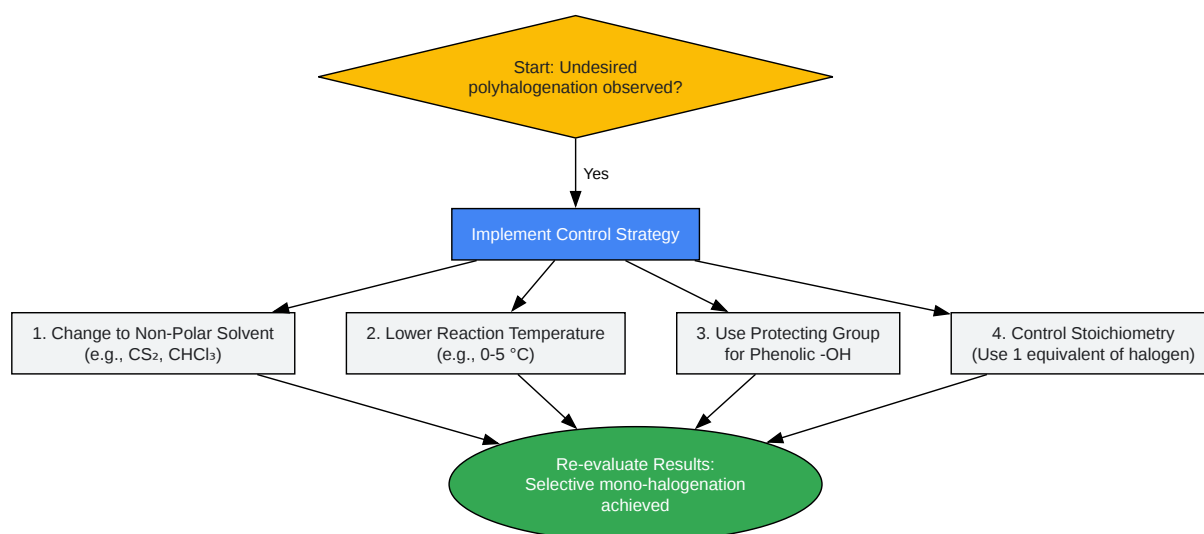 Start: Undesired
polyhalogenation observed?
Yes
Implement Control Strategy
1. Change to Non-Polar Solvent
(e.g., CS₂, CHCl₃)
2. Lower Reaction Temperature
(e.g., 0-5 °C)
3. Use Protecting Group
for Phenolic -OH
4. Control Stoichiometry
(Use 1 equivalent of halogen)
Re-evaluate Results:
Selective mono-halogenation
achieved